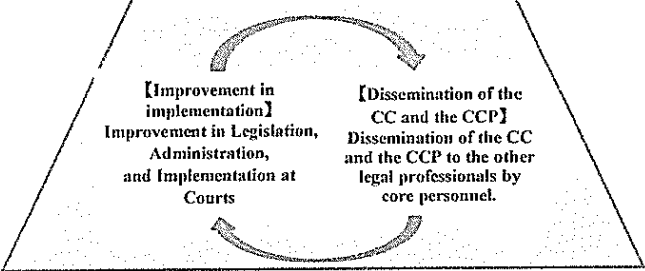 【Improvement in
implementation】
Improvement in Legislation,
Administration,
and Implementation at
Courts
【Dissemination of the
CC and the CCP】
Dissemination of the CC
and the CCP to the other
legal professionals by
core personnel.